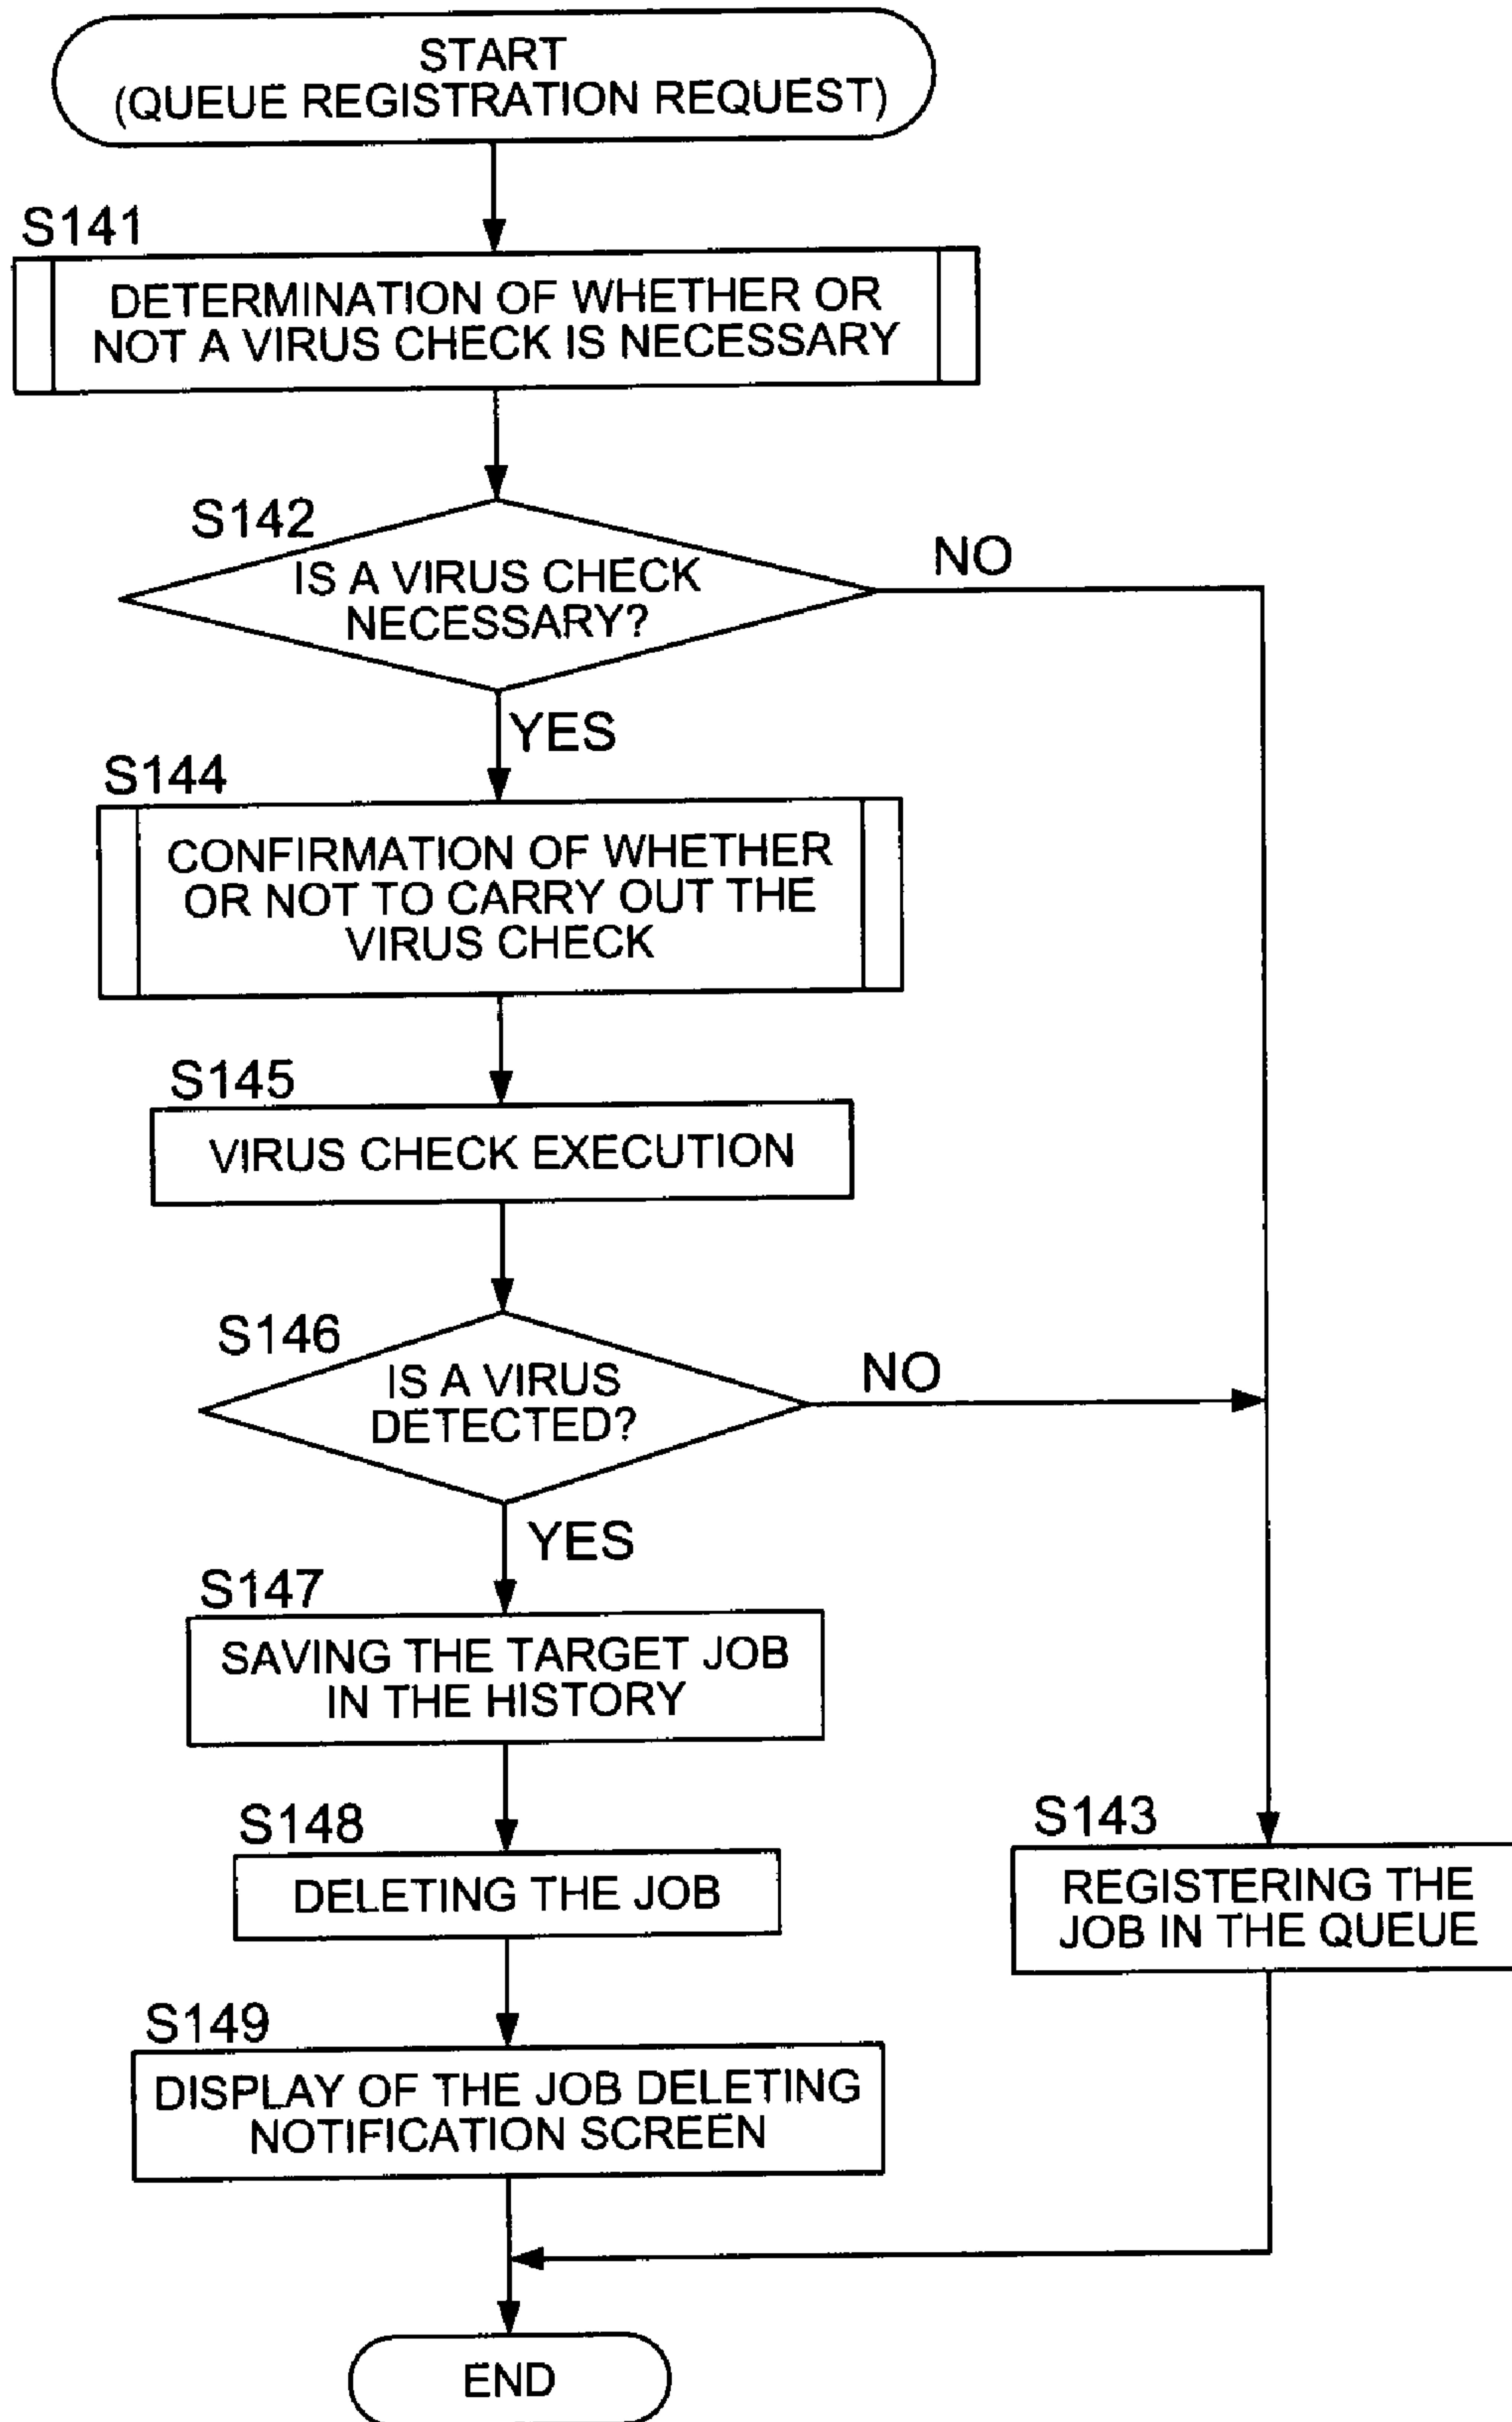 START
(QUEUE REGISTRATION REQUEST)
S141
DETERMINATION OF WHETHER OR
NOT A VIRUS CHECK IS NECESSARY
S142
IS A VIRUS CHECK
NECESSARY?
NO
YES
S144
CONFIRMATION OF WHETHER
OR NOT TO CARRY OUT THE
VIRUS CHECK
S145
VIRUS CHECK EXECUTION
S146
IS A VIRUS
DETECTED?
NO
YES
S147
SAVING THE TARGET JOB
IN THE HISTORY
S148
DELETING THE JOB
S143
REGISTERING THE
JOB IN THE QUEUE
S149
DISPLAY OF THE JOB DELETING
NOTIFICATION SCREEN
END